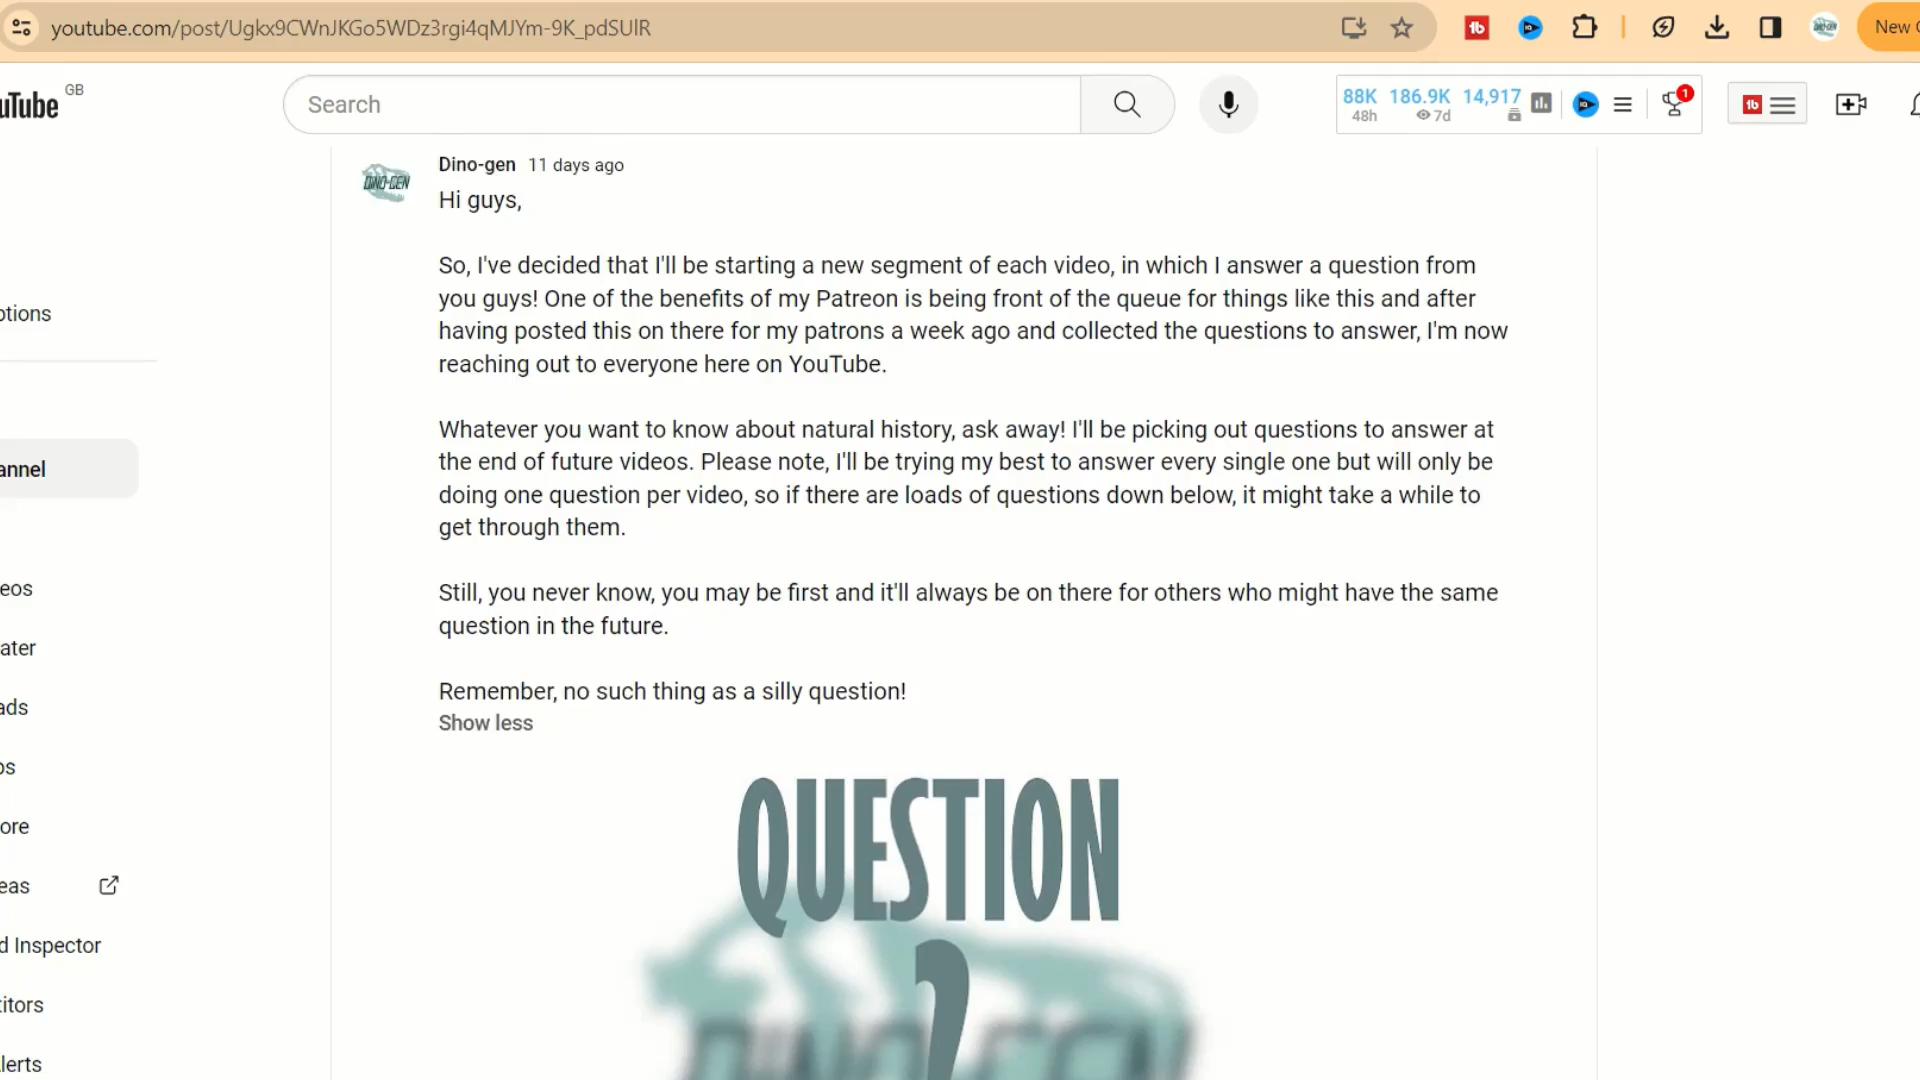 youtube.com/post/Ugkx9CWnJKGo5WDz3rgi4qMJYm-9K_pdSUlR
New
uTube GB
Search
88K 186.9K 14,917
48h 7d
1
Dino-gen 11 days ago
DINO-GEN
Hi guys,
So, I've decided that I'll be starting a new segment of each video, in which I answer a question from
you guys! One of the benefits of my Patreon is being front of the queue for things like this and after
having posted this on there for my patrons a week ago and collected the questions to answer, I'm now
reaching out to everyone here on YouTube.
Whatever you want to know about natural history, ask away! I'll be picking out questions to answer at
the end of future videos. Please note, I'll be trying my best to answer every single one but will only be
doing one question per video, so if there are loads of questions down below, it might take a while to
get through them.
Still, you never know, you may be first and it'll always be on there for others who might have the same
question in the future.
Remember, no such thing as a silly question!
Show less
QUESTION
?
DINO-GEN
otions
annel
eos
ater
ads
os
ore
eas
d Inspector
titors
lerts